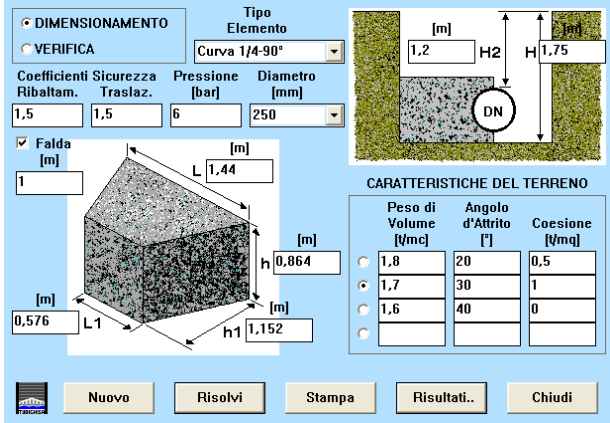 DIMENSIONAMENTO
VERIFICA
Tipo
Elemento
Curva 1/4-90°
Coefficienti Sicurezza
Ribaltam. Traslaz.
1,5 1,5
Pressione
[bar]
6
Diametro
[mm]
250
[m] [m]
1,2 H2 H 1,75
DN
Falda
[m]
1
[m]
L 1,44
[m]
h 0,864
[m]
0,576 L1
[m]
h1 1,152
CARATTERISTICHE DEL TERRENO
Peso di
Volume
[t/mc]
Angolo
d'Attrito
[°]
Coesione
[t/mq]
1,8 20 0,5
1,7 30 1
1,6 40 0
TUBIGHISA
Nuovo Risolvi Stampa Risultati.. Chiudi